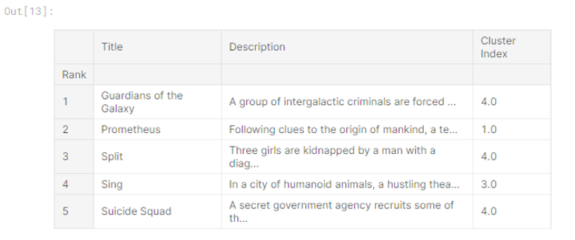 Out[13]:
Title Description Cluster
Index
Rank
1 Guardians of the
Galaxy A group of intergalactic criminals are forced ... 4.0
2 Prometheus Following clues to the origin of mankind, a te... 1.0
3 Split Three girls are kidnapped by a man with a
diag... 4.0
4 Sing In a city of humanoid animals, a hustling thea... 3.0
5 Suicide Squad A secret government agency recruits some of
th... 4.0